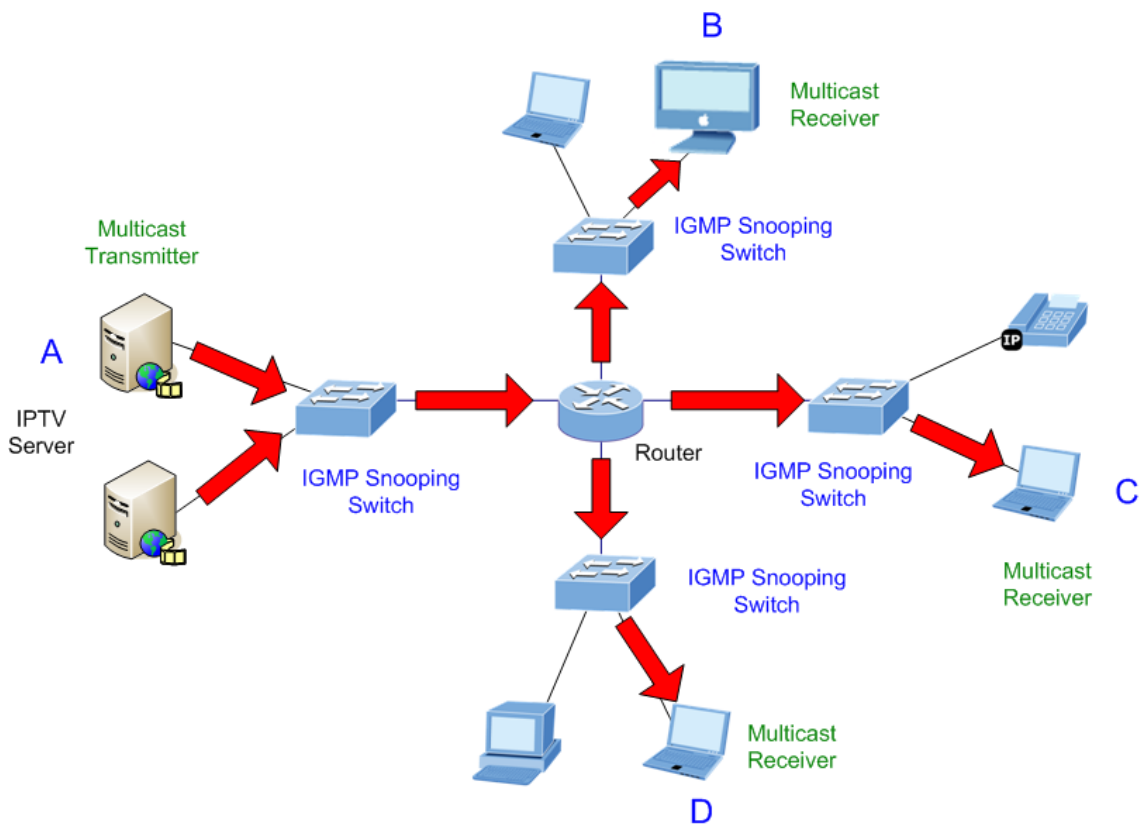 B
Multicast
Receiver
Multicast
Transmitter
IGMP Snooping
Switch
A
IPTV
Server
IP
Router
IGMP Snooping
Switch
IGMP Snooping
Switch
C
Multicast
Receiver
IGMP Snooping
Switch
Multicast
Receiver
D